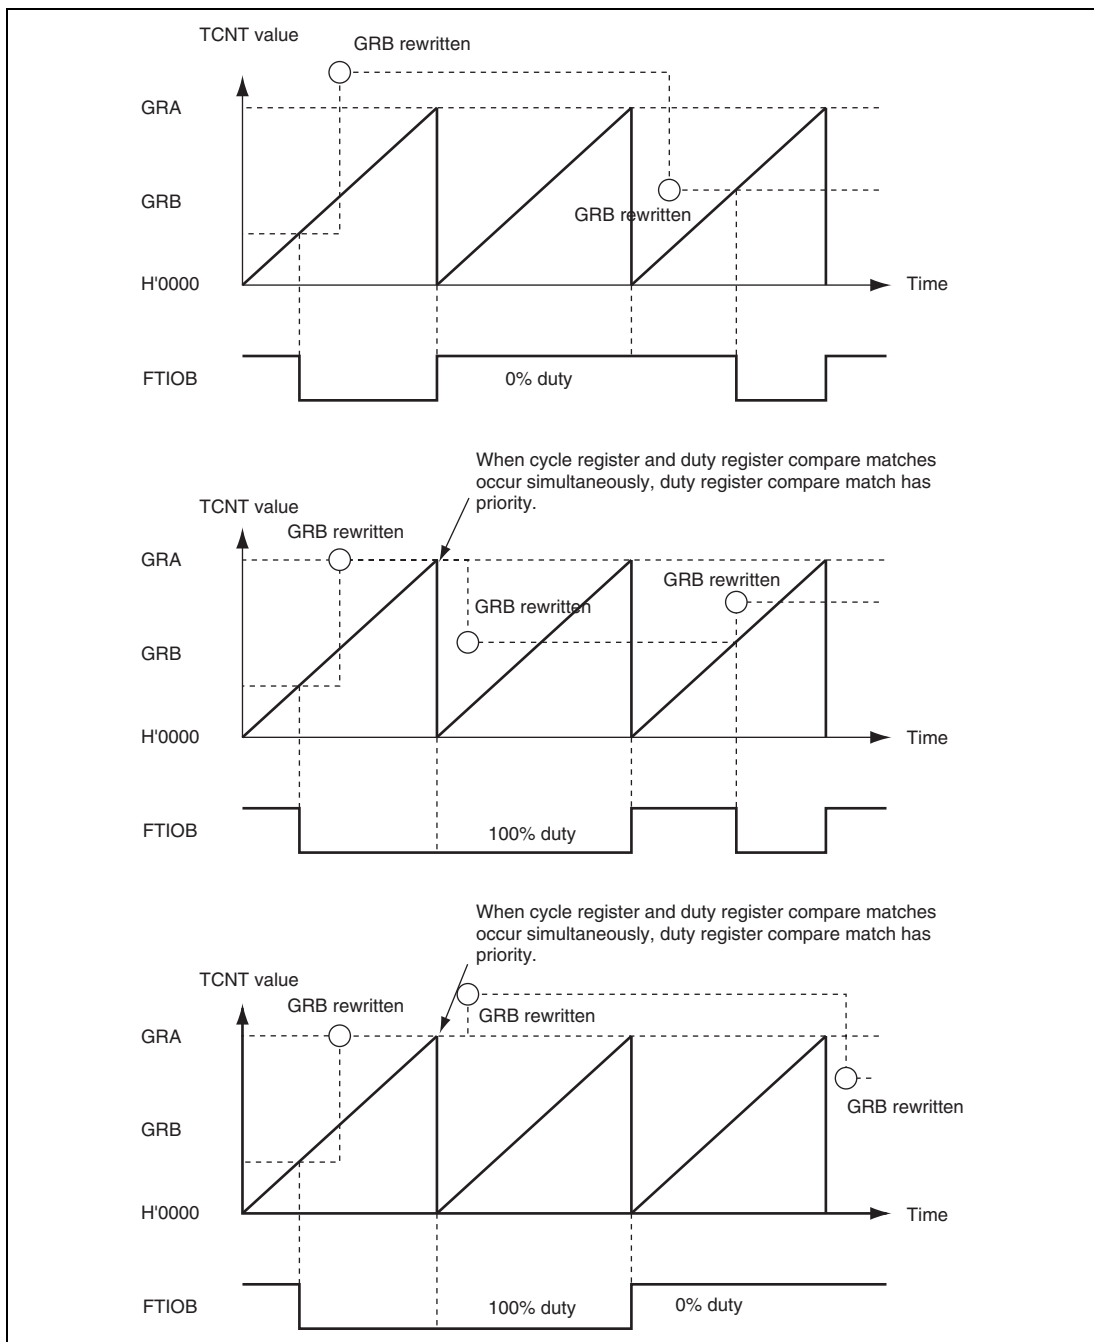 TCNT value
GRB rewritten
GRA
GRB
GRB rewritten
H'0000
Time
FTIOB
0% duty
When cycle register and duty register compare matches
occur simultaneously, duty register compare match has
priority.
TCNT value
GRB rewritten
GRA
GRB rewritten
GRB rewritten
GRB
H'0000
Time
FTIOB
100% duty
When cycle register and duty register compare matches
occur simultaneously, duty register compare match has
priority.
TCNT value
GRB rewritten
GRB rewritten
GRA
GRB rewritten
GRB
H'0000
Time
FTIOB
100% duty
0% duty